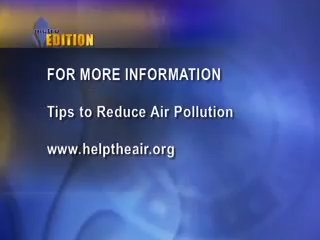 EDITION
FOR MORE INFORMATION
Tips to Reduce Air Pollution
www.helptheair.org